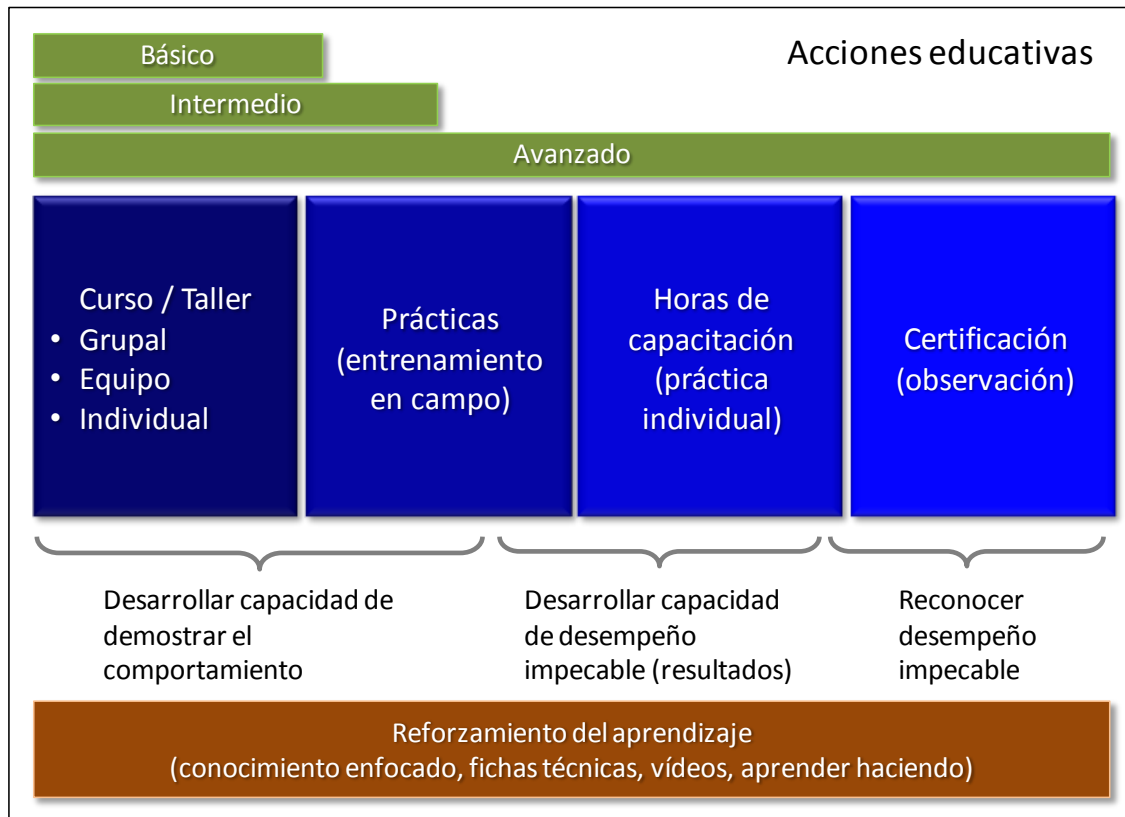 Acciones educativas
Básico
Intermedio
Avanzado
Curso / Taller
• Grupal
• Equipo
• Individual
Prácticas
(entrenamiento
en campo)
Horas de
capacitación
(práctica
individual)
Certificación
(observación)
Desarrollar capacidad de
demostrar el
comportamiento
Desarrollar capacidad
de desempeño
impecable (resultados)
Reconocer
desempeño
impecable
Reforzamiento del aprendizaje
(conocimiento enfocado, fichas técnicas, vídeos, aprender haciendo)